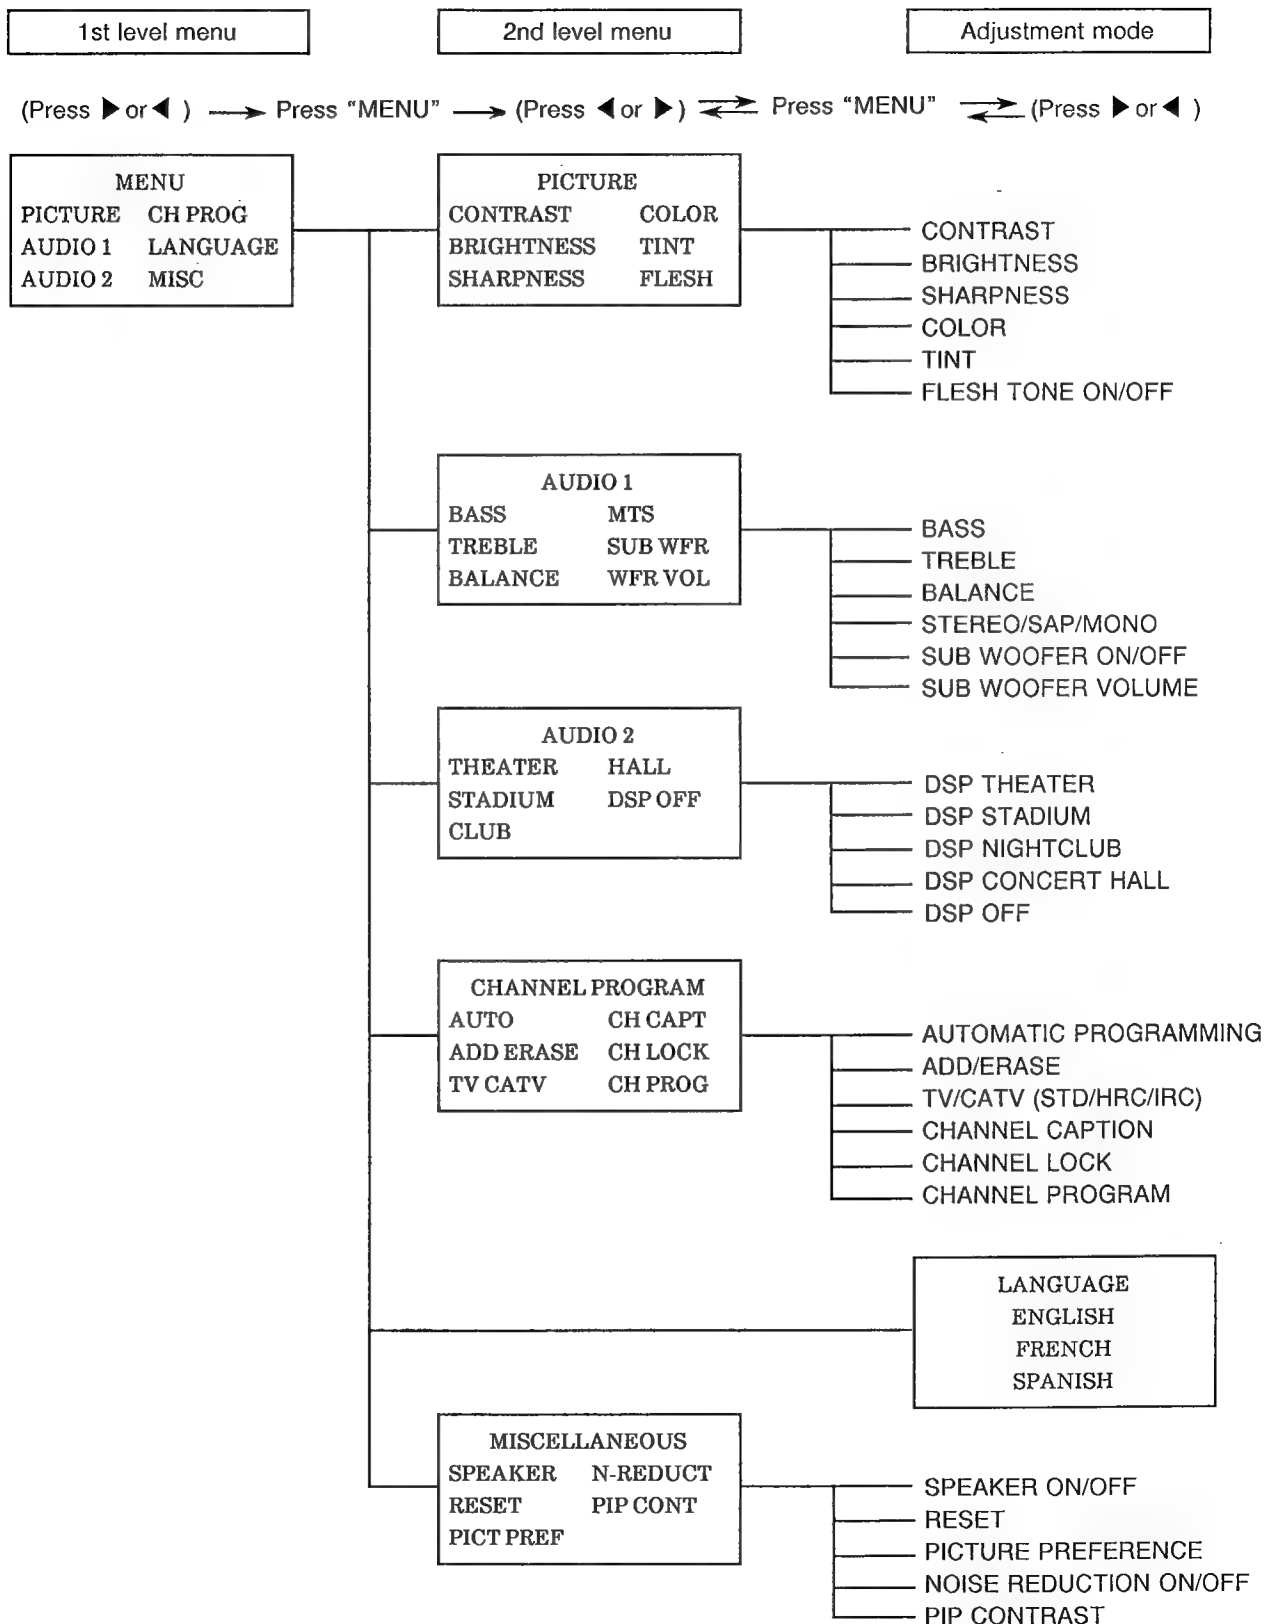 1st level menu 2nd level menu Adjustment mode
(Press ▶ or ◀ ) → Press “MENU” → (Press ◀ or ▶ ) ⇄ Press “MENU” ⇄ (Press ▶ or ◀ )
MENU
PICTURE CH PROG
AUDIO 1 LANGUAGE
AUDIO 2 MISC
PICTURE
CONTRAST COLOR
BRIGHTNESS TINT
SHARPNESS FLESH
CONTRAST
BRIGHTNESS
SHARPNESS
COLOR
TINT
FLESH TONE ON/OFF
AUDIO 1
BASS MTS
TREBLE SUB WFR
BALANCE WFR VOL
BASS
TREBLE
BALANCE
STEREO/SAP/MONO
SUB WOOFER ON/OFF
SUB WOOFER VOLUME
AUDIO 2
THEATER HALL
STADIUM DSP OFF
CLUB
DSP THEATER
DSP STADIUM
DSP NIGHTCLUB
DSP CONCERT HALL
DSP OFF
CHANNEL PROGRAM
AUTO CH CAPT
ADD ERASE CH LOCK
TV CATV CH PROG
AUTOMATIC PROGRAMMING
ADD/ERASE
TV/CATV (STD/HRC/IRC)
CHANNEL CAPTION
CHANNEL LOCK
CHANNEL PROGRAM
LANGUAGE
ENGLISH
FRENCH
SPANISH
MISCELLANEOUS
SPEAKER N-REDUCT
RESET PIP CONT
PICT PREF
SPEAKER ON/OFF
RESET
PICTURE PREFERENCE
NOISE REDUCTION ON/OFF
PIP CONTRAST